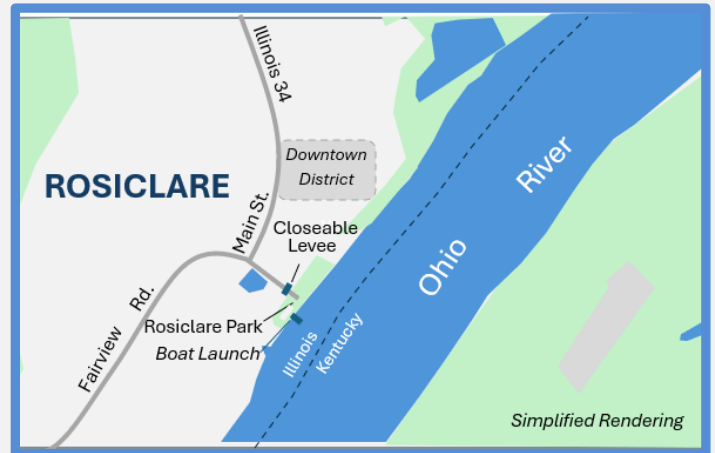 Illinois 34
Downtown
District
ROSICLARE
Main St.
Closeable
Levee
River
Ohio
Fairview Rd.
Rosiclare Park
Boat Launch
Illinois
Kentucky
Simplified Rendering